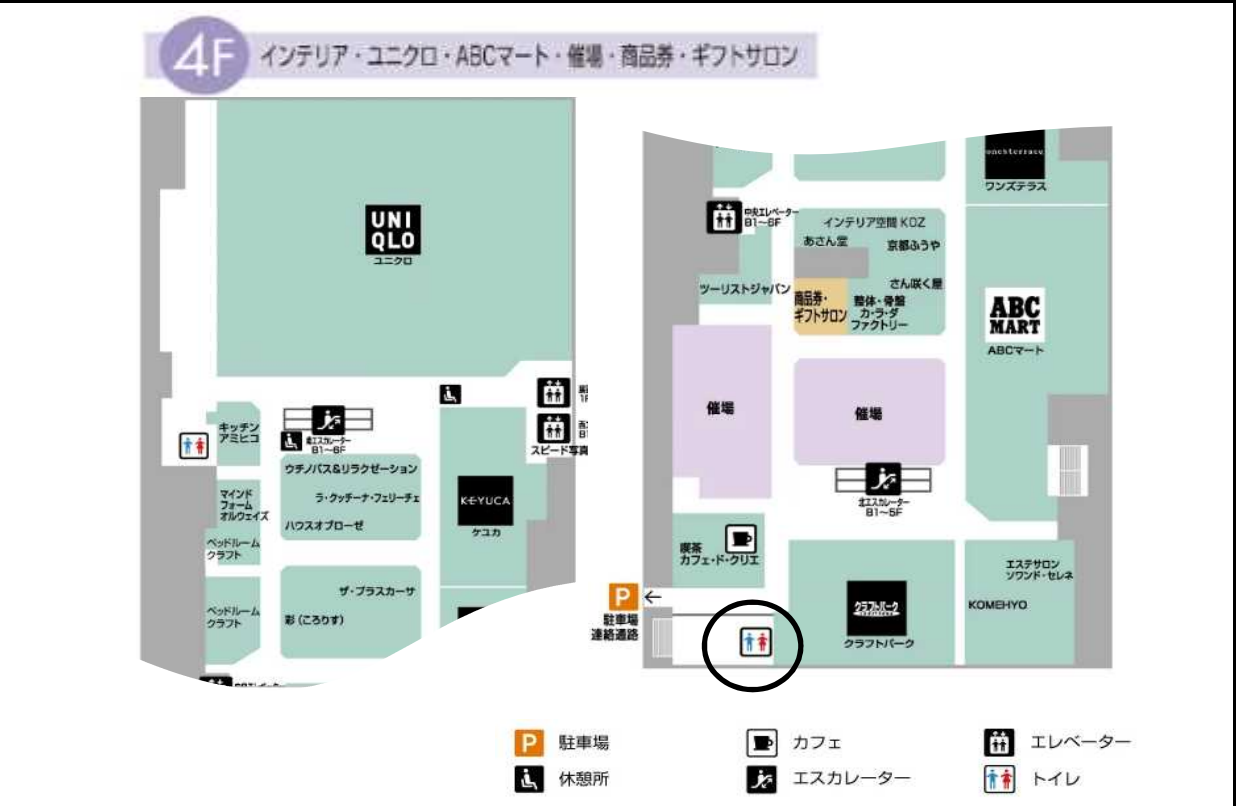 4F インテリア・ユニクロ・ABCマート・催場・商品券・ギフトサロン
UNI
QLO
ユニクロ
キッチン
アミヒコ
北エスカレーター
B1〜6F
スピード写真
ウチノバス&リラクゼーション
ラ・クッチーナ・フェリーチェ
ハウスオブローゼ
マインド
フォーム
オルウェイズ
ベッドルーム
クラフト
KEYUCA
ケユカ
ベッドルーム
クラフト
ザ・プラスカーサ
彩(ころりす)
ワンズテラス
中央エレベーター
B1〜6F
インテリア空間 KOZ
あさん堂
京都ふうや
ツーリストジャパン
商品券・
ギフトサロン
さん咲く屋
整体・骨盤
カ・ラ・ダ
ファクトリー
ABC
MART
ABCマート
催場
催場
北エスカレーター
B1〜6F
喫茶
カフェ・ド・クリエ
P ←
駐車場
連絡通路
クラフトパーク
クラフトパーク
エステサロン
ソワンド・セレネ
KOMEHYO
P 駐車場
カフェ
エレベーター
休憩所
エスカレーター
トイレ